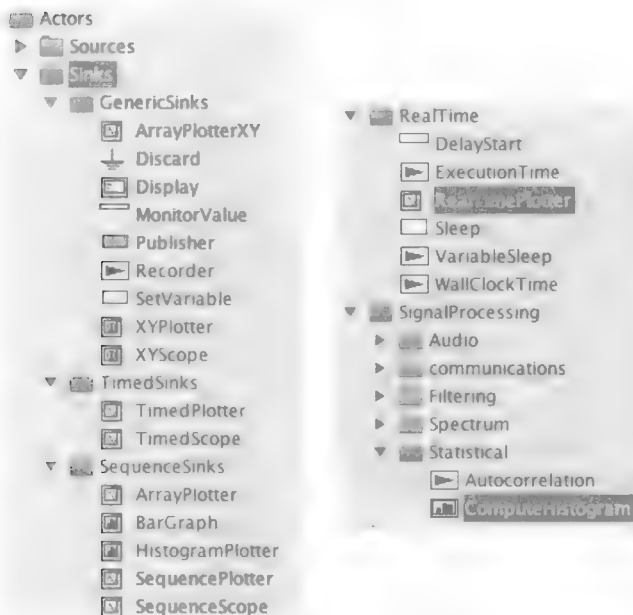 Actors
Sources
Sinks
GenericSinks
ArrayPlotterXY
Discard
Display
MonitorValue
Publisher
Recorder
SetVariable
XYPlotter
XYScope
TimedSinks
TimedPlotter
TimedScope
SequenceSinks
ArrayPlotter
BarGraph
HistogramPlotter
SequencePlotter
SequenceScope
RealTime
DelayStart
ExecutionTime
RealTimePlotter
Sleep
VariableSleep
WallClockTime
SignalProcessing
Audio
communications
Filtering
Spectrum
Statistical
Autocorrelation
ComputeHistogram